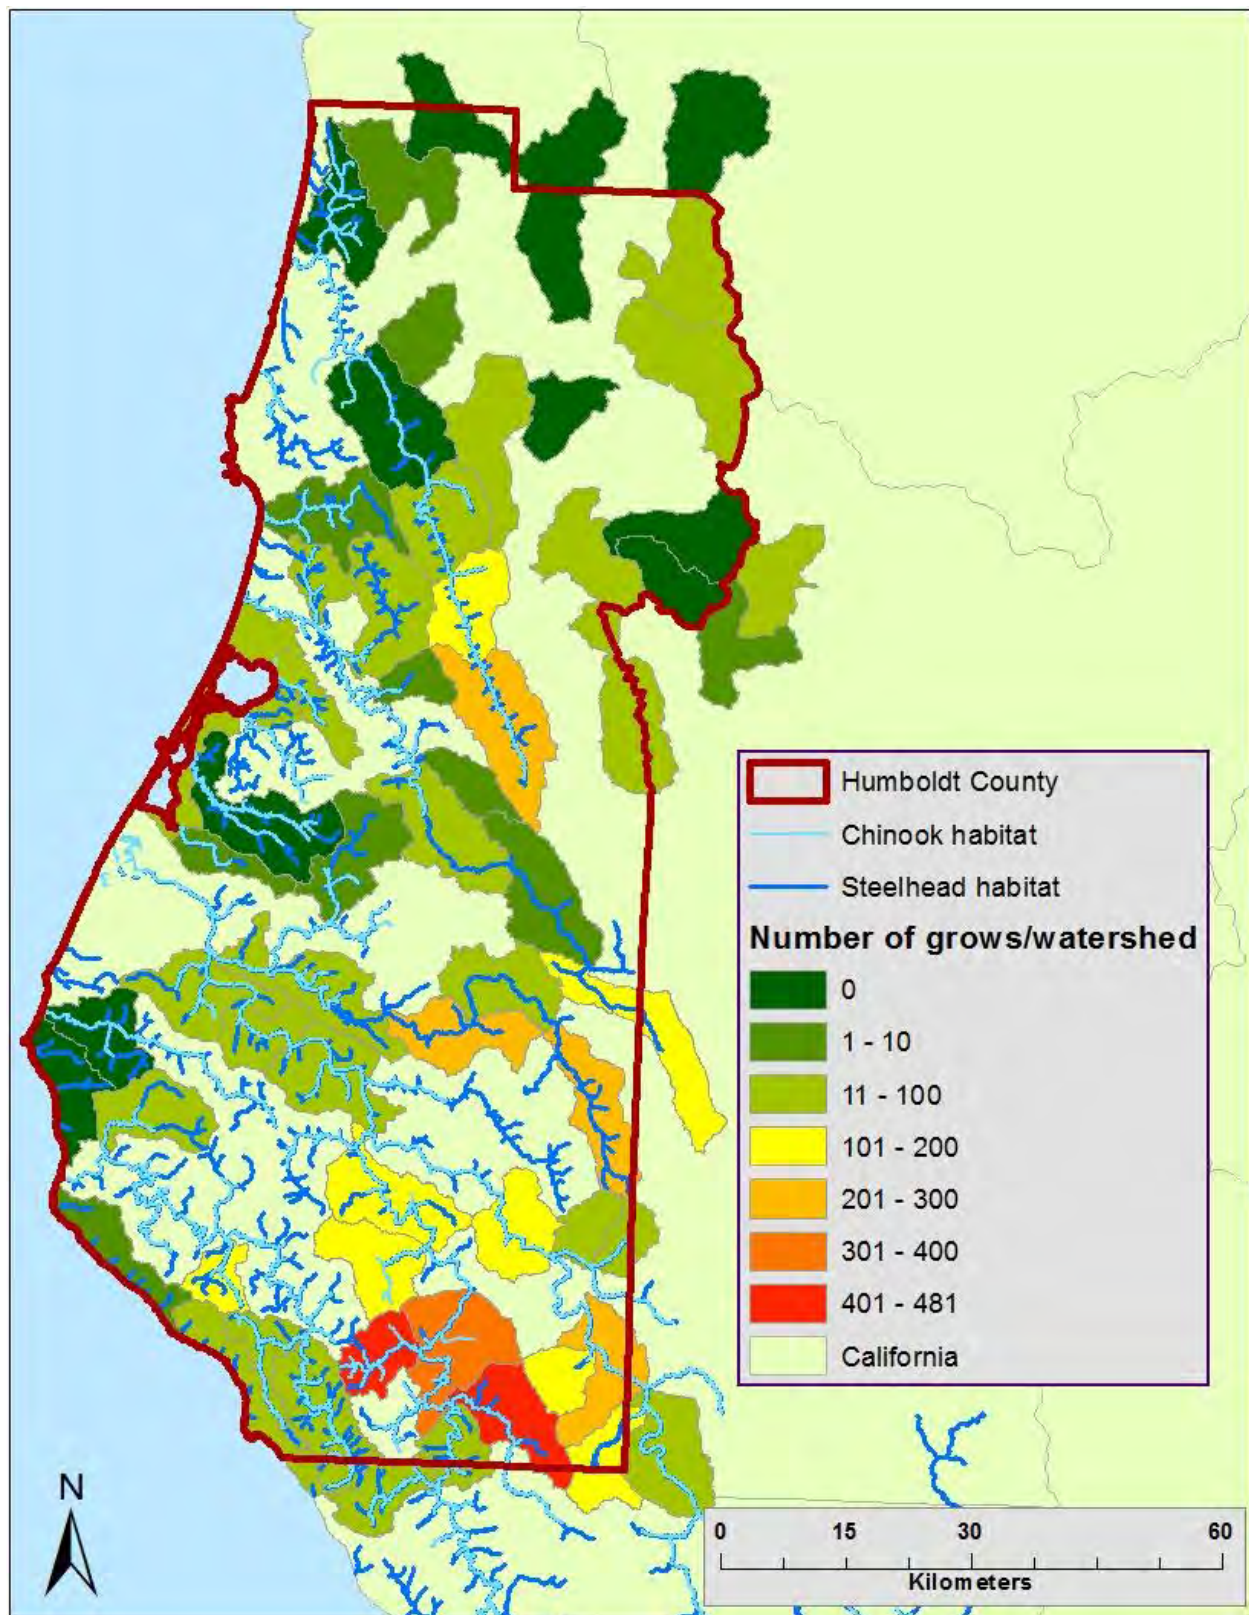 Humboldt County
Chinook habitat
Steelhead habitat
Number of grows/watershed
0
1 - 10
11 - 100
101 - 200
201 - 300
301 - 400
401 - 481
California
N
0 15 30 60
Kilometers